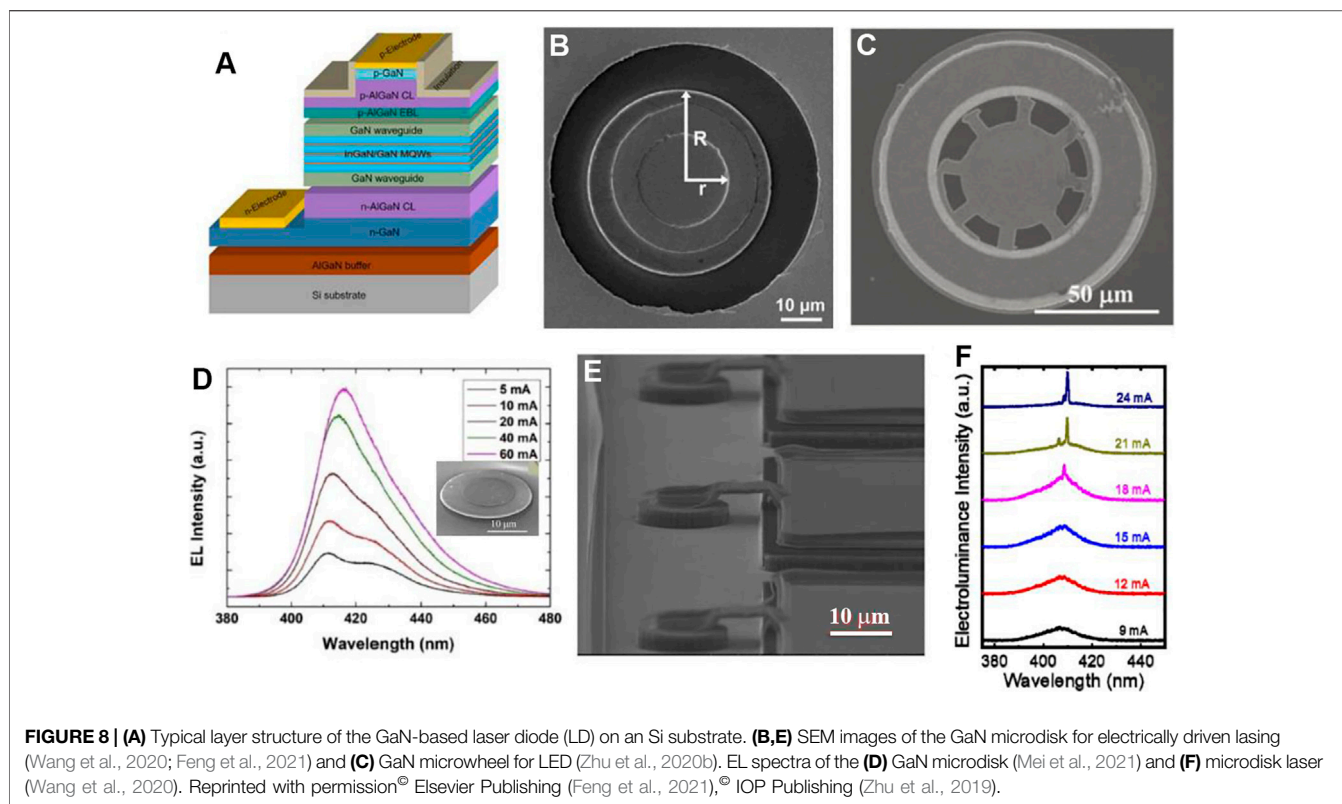 A
p-Electrode
Insulation
p-GaN
p-AlGaN CL
p-AlGaN EBL
GaN waveguide
InGaN/GaN MQWs
GaN waveguide
n-Electrode
n-AlGaN CL
n-GaN
AlGaN buffer
Si substrate
B
R
r
10 µm
C
50 µm
D
EL Intensity (a.u.)
5 mA
10 mA
20 mA
40 mA
60 mA
10 µm
380 400 420 440 460 480
Wavelength (nm)
E
10 µm
F
Electroluminance Intensity (a.u.)
24 mA
21 mA
18 mA
15 mA
12 mA
9 mA
380 400 420 440
Wavelength (nm)
FIGURE 8 | (A) Typical layer structure of the GaN-based laser diode (LD) on an Si substrate. (B,E) SEM images of the GaN microdisk for electrically driven lasing
(Wang et al., 2020; Feng et al., 2021) and (C) GaN microwheel for LED (Zhu et al., 2020b). EL spectra of the (D) GaN microdisk (Mei et al., 2021) and (F) microdisk laser
(Wang et al., 2020). Reprinted with permission© Elsevier Publishing (Feng et al., 2021),© IOP Publishing (Zhu et al., 2019).